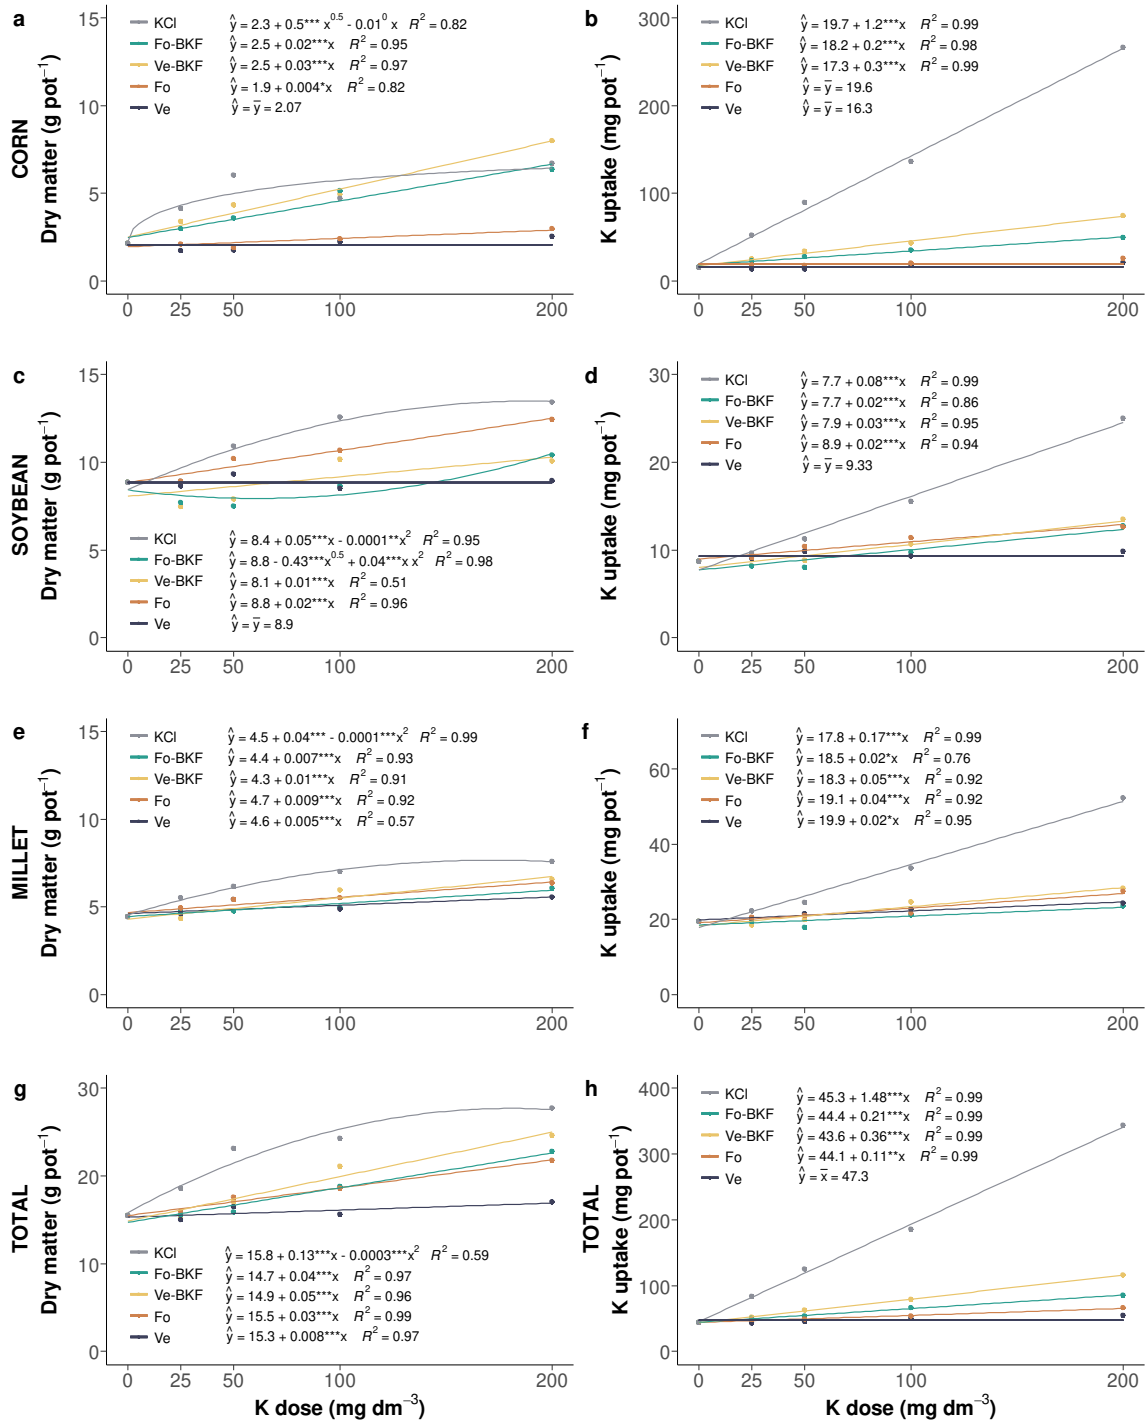 a
CORN
Dry matter (g pot⁻¹)
15
10
5
0
KCl ŷ = 2.3 + 0.5*** x^0.5 - 0.01⁰ x R² = 0.82
Fo-BKF ŷ = 2.5 + 0.02***x R² = 0.95
Ve-BKF ŷ = 2.5 + 0.03***x R² = 0.97
Fo ŷ = 1.9 + 0.004*x R² = 0.82
Ve ŷ = y̅ = 2.07
0 25 50 100 200
b
K uptake (mg pot⁻¹)
300
200
100
0
KCl ŷ = 19.7 + 1.2***x R² = 0.99
Fo-BKF ŷ = 18.2 + 0.2***x R² = 0.98
Ve-BKF ŷ = 17.3 + 0.3***x R² = 0.99
Fo ŷ = y̅ = 19.6
Ve ŷ = y̅ = 16.3
0 25 50 100 200
c
SOYBEAN
Dry matter (g pot⁻¹)
15
10
5
0
KCl ŷ = 8.4 + 0.05***x - 0.0001**x² R² = 0.95
Fo-BKF ŷ = 8.8 - 0.43***x^0.5 + 0.04***x x² R² = 0.98
Ve-BKF ŷ = 8.1 + 0.01***x R² = 0.51
Fo ŷ = 8.8 + 0.02***x R² = 0.96
Ve ŷ = y̅ = 8.9
0 25 50 100 200
d
K uptake (mg pot⁻¹)
30
20
10
0
KCl ŷ = 7.7 + 0.08***x R² = 0.99
Fo-BKF ŷ = 7.7 + 0.02***x R² = 0.86
Ve-BKF ŷ = 7.9 + 0.03***x R² = 0.95
Fo ŷ = 8.9 + 0.02***x R² = 0.94
Ve ŷ = y̅ = 9.33
0 25 50 100 200
e
MILLET
Dry matter (g pot⁻¹)
15
10
5
0
KCl ŷ = 4.5 + 0.04*** - 0.0001***x² R² = 0.99
Fo-BKF ŷ = 4.4 + 0.007***x R² = 0.93
Ve-BKF ŷ = 4.3 + 0.01***x R² = 0.91
Fo ŷ = 4.7 + 0.009***x R² = 0.92
Ve ŷ = 4.6 + 0.005***x R² = 0.57
0 25 50 100 200
f
K uptake (mg pot⁻¹)
60
40
20
0
KCl ŷ = 17.8 + 0.17***x R² = 0.99
Fo-BKF ŷ = 18.5 + 0.02*x R² = 0.76
Ve-BKF ŷ = 18.3 + 0.05***x R² = 0.92
Fo ŷ = 19.1 + 0.04***x R² = 0.92
Ve ŷ = 19.9 + 0.02*x R² = 0.95
0 25 50 100 200
g
TOTAL
Dry matter (g pot⁻¹)
30
20
10
0
KCl ŷ = 15.8 + 0.13***x - 0.0003***x² R² = 0.59
Fo-BKF ŷ = 14.7 + 0.04***x R² = 0.97
Ve-BKF ŷ = 14.9 + 0.05***x R² = 0.96
Fo ŷ = 15.5 + 0.03***x R² = 0.99
Ve ŷ = 15.3 + 0.008***x R² = 0.97
0 25 50 100 200
K dose (mg dm⁻³)
h
TOTAL
K uptake (mg pot⁻¹)
400
300
200
100
0
KCl ŷ = 45.3 + 1.48***x R² = 0.99
Fo-BKF ŷ = 44.4 + 0.21***x R² = 0.99
Ve-BKF ŷ = 43.6 + 0.36***x R² = 0.99
Fo ŷ = 44.1 + 0.11**x R² = 0.99
Ve ŷ = x̅ = 47.3
0 25 50 100 200
K dose (mg dm⁻³)